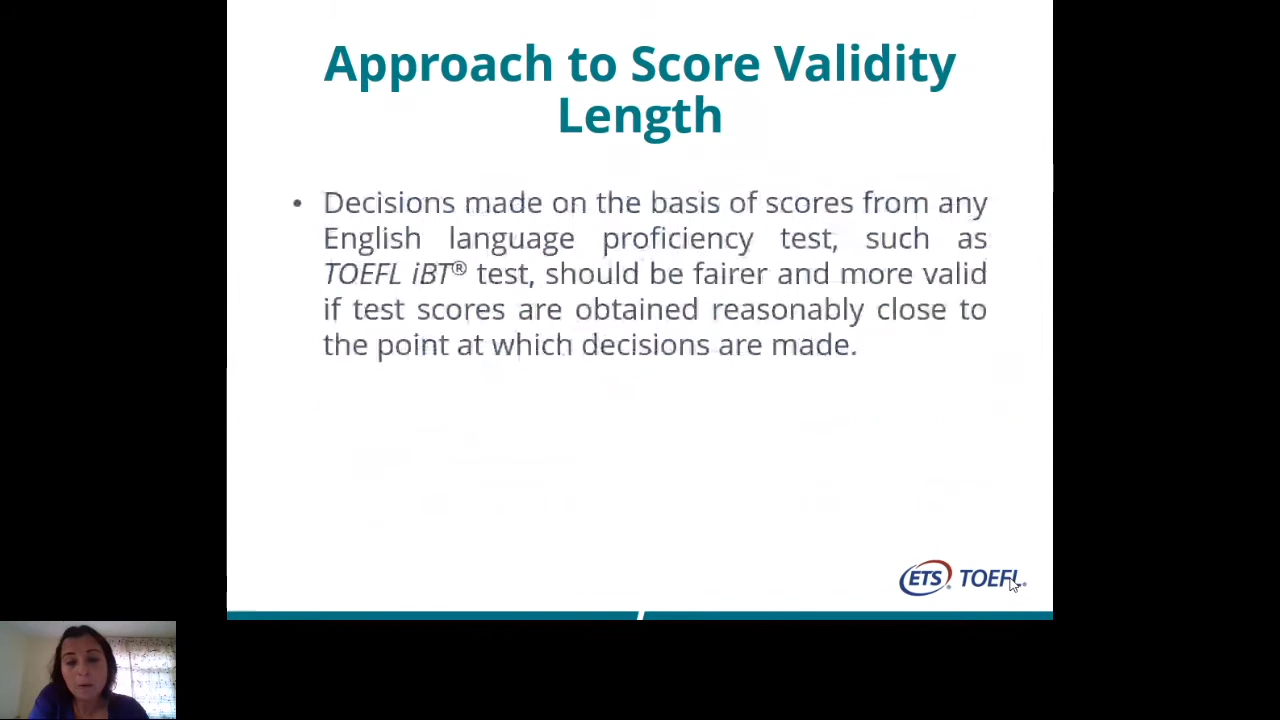 Approach to Score Validity
Length
• Decisions made on the basis of scores from any
English language proficiency test, such as
TOEFL iBT® test, should be fairer and more valid
if test scores are obtained reasonably close to
the point at which decisions are made.
ETS® TOEFL®